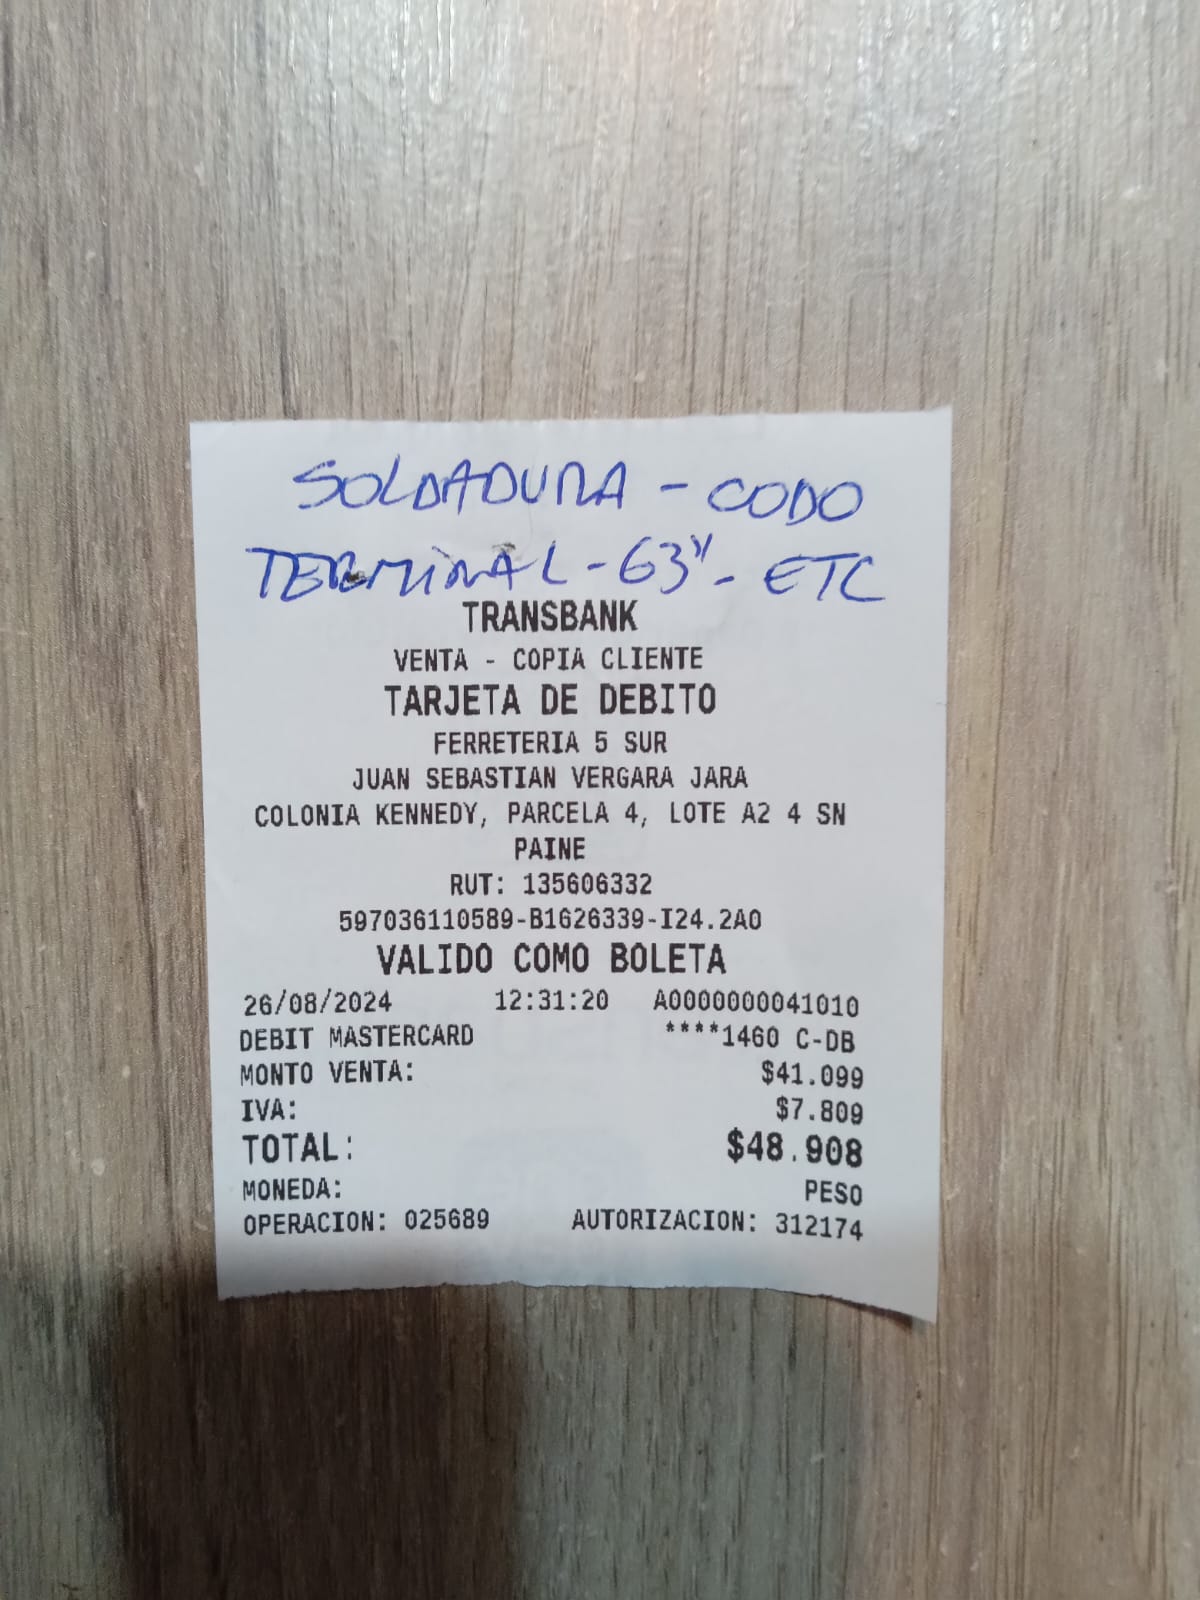 SOLDADURA - CODO
TERMINAL - 63" - ETC
TRANSBANK
VENTA - COPIA CLIENTE
TARJETA DE DEBITO
FERRETERIA 5 SUR
JUAN SEBASTIAN VERGARA JARA
COLONIA KENNEDY, PARCELA 4, LOTE A2 4 SN
PAINE
RUT: 135606332
597036110589-B1626339-I24.2A0
VALIDO COMO BOLETA
26/08/2024 12:31:20 A0000000041010
DEBIT MASTERCARD ****1460 C-DB
MONTO VENTA: $41.099
IVA: $7.809
TOTAL: $48.908
MONEDA: PESO
OPERACION: 025689 AUTORIZACION: 312174